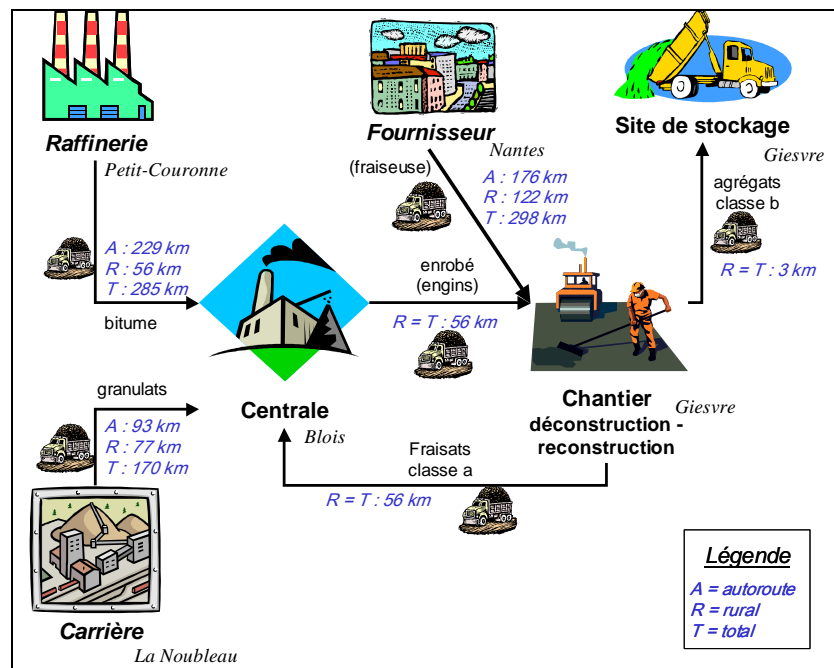 Raffinerie
Petit-Couronne
Fournisseur
Nantes
Site de stockage
Giesvre
(fraiseuse)
A : 176 km
R : 122 km
T : 298 km
agrégats
classe b
R = T : 3 km
A : 229 km
R : 56 km
T : 285 km
bitume
enrobé
(engins)
R = T : 56 km
granulats
A : 93 km
R : 77 km
T : 170 km
Centrale
Blois
Chantier
déconstruction -
reconstruction
Giesvre
Fraisats
classe a
R = T : 56 km
Carrière
La Noubleau
Légende
A = autoroute
R = rural
T = total